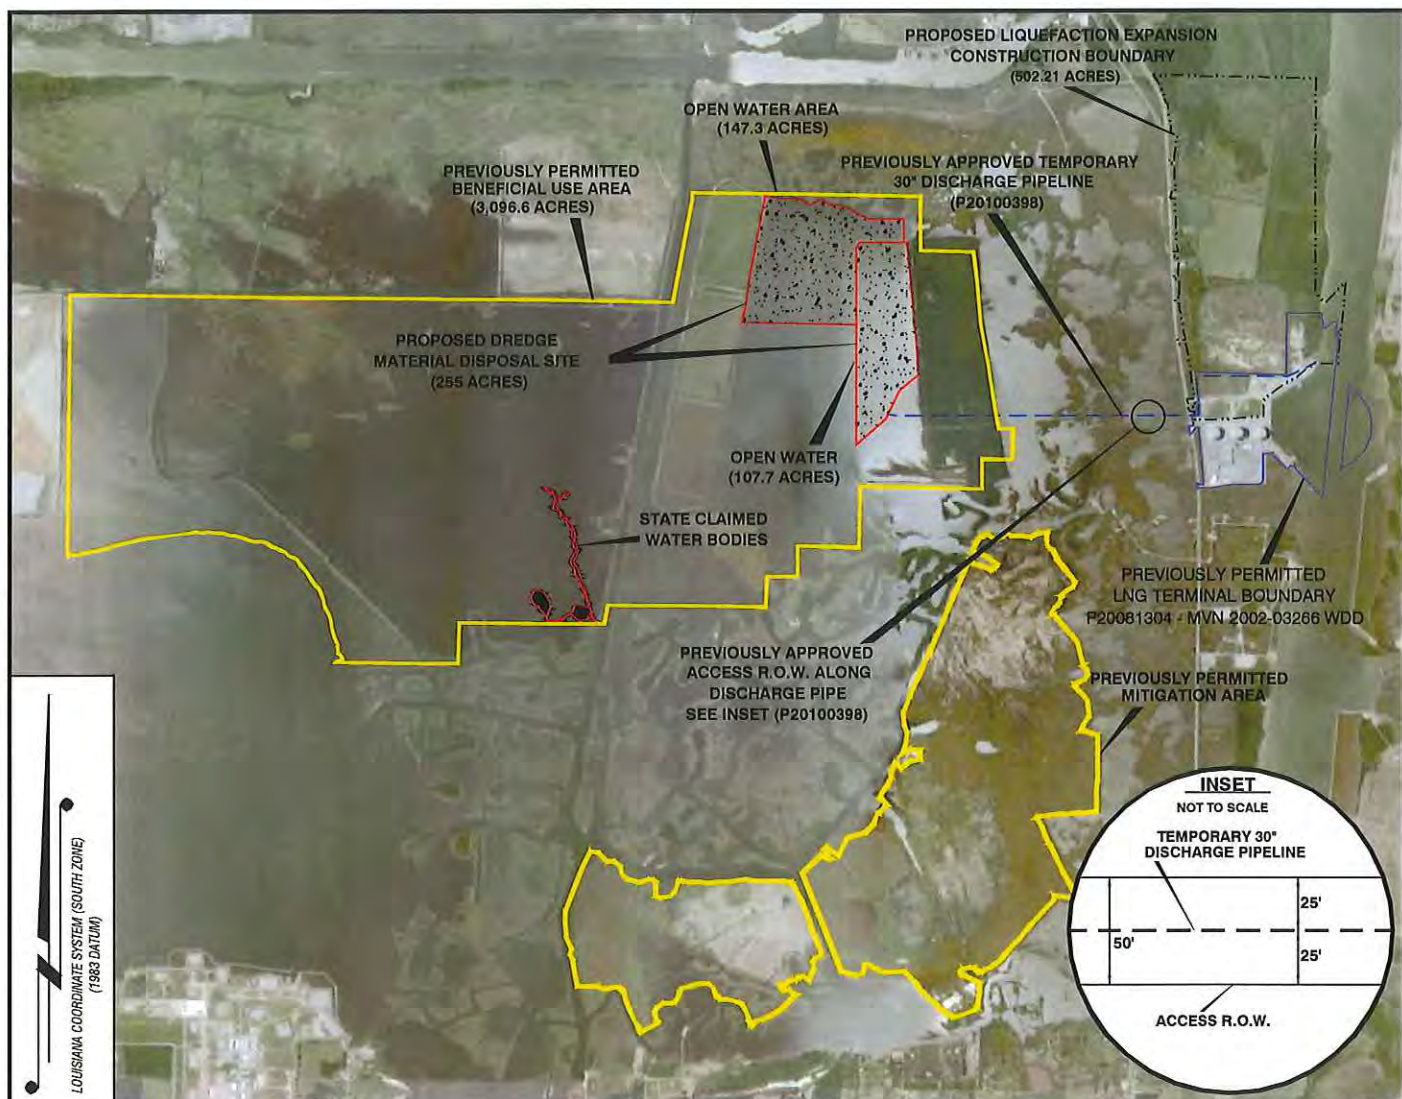 PROPOSED LIQUEFACTION EXPANSION
CONSTRUCTION BOUNDARY
(502.21 ACRES)
OPEN WATER AREA
(147.3 ACRES)
PREVIOUSLY APPROVED TEMPORARY
30" DISCHARGE PIPELINE
(P20100398)
PREVIOUSLY PERMITTED
BENEFICIAL USE AREA
(3,096.6 ACRES)
PROPOSED DREDGE
MATERIAL DISPOSAL SITE
(255 ACRES)
OPEN WATER
(107.7 ACRES)
STATE CLAIMED
WATER BODIES
PREVIOUSLY PERMITTED
LNG TERMINAL BOUNDARY
P20081304 - MVN 2002-03266 WDD
PREVIOUSLY APPROVED
ACCESS R.O.W. ALONG
DISCHARGE PIPE
SEE INSET (P20100398)
PREVIOUSLY PERMITTED
MITIGATION AREA
INSET
NOT TO SCALE
TEMPORARY 30"
DISCHARGE PIPELINE
25'
50'
25'
ACCESS R.O.W.
LOUISIANA COORDINATE SYSTEM (SOUTH ZONE)
(1983 DATUM)